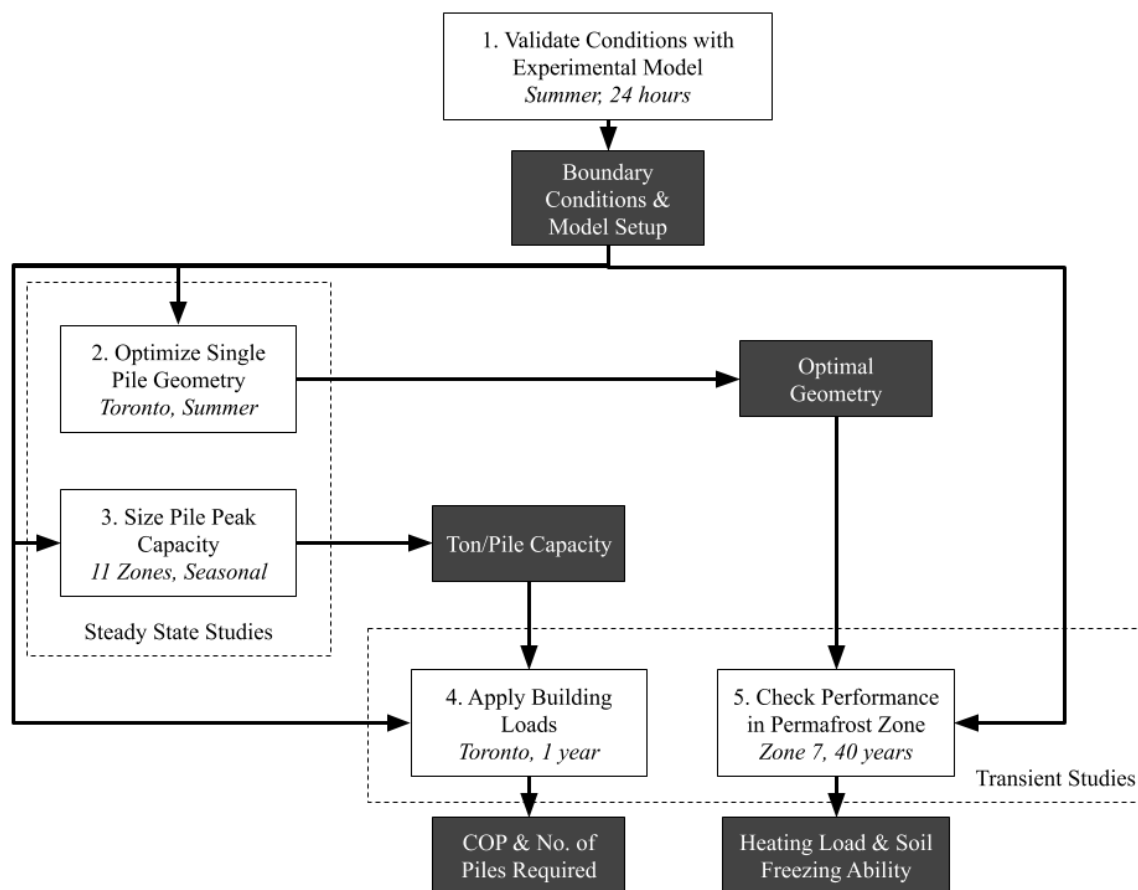 1. Validate Conditions with
Experimental Model
Summer, 24 hours
Boundary
Conditions &
Model Setup
2. Optimize Single
Pile Geometry
Toronto, Summer
Optimal
Geometry
3. Size Pile Peak
Capacity
11 Zones, Seasonal
Ton/Pile Capacity
Steady State Studies
4. Apply Building
Loads
Toronto, 1 year
5. Check Performance
in Permafrost Zone
Zone 7, 40 years
Transient Studies
COP & No. of
Piles Required
Heating Load & Soil
Freezing Ability